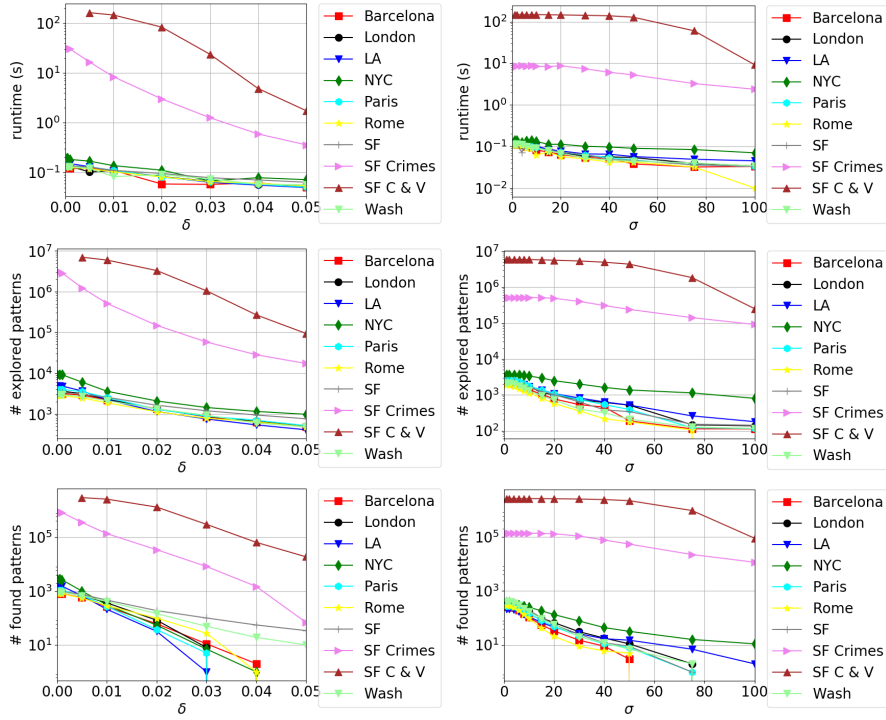 10²
10¹
10⁰
10⁻¹
runtime (s)
0.00 0.01 0.02 0.03 0.04 0.05
δ
Barcelona
London
LA
NYC
Paris
Rome
SF
SF Crimes
SF C & V
Wash
10²
10¹
10⁰
10⁻¹
10⁻²
runtime (s)
0 20 40 60 80 100
σ
Barcelona
London
LA
NYC
Paris
Rome
SF
SF Crimes
SF C & V
Wash
10⁷
10⁶
10⁵
10⁴
10³
# explored patterns
0.00 0.01 0.02 0.03 0.04 0.05
δ
Barcelona
London
LA
NYC
Paris
Rome
SF
SF Crimes
SF C & V
Wash
10⁷
10⁶
10⁵
10⁴
10³
10²
# explored patterns
0 20 40 60 80 100
σ
Barcelona
London
LA
NYC
Paris
Rome
SF
SF Crimes
SF C & V
Wash
10⁵
10³
10¹
# found patterns
0.00 0.01 0.02 0.03 0.04 0.05
δ
Barcelona
London
LA
NYC
Paris
Rome
SF
SF Crimes
SF C & V
Wash
10⁵
10³
10¹
# found patterns
0 20 40 60 80 100
σ
Barcelona
London
LA
NYC
Paris
Rome
SF
SF Crimes
SF C & V
Wash